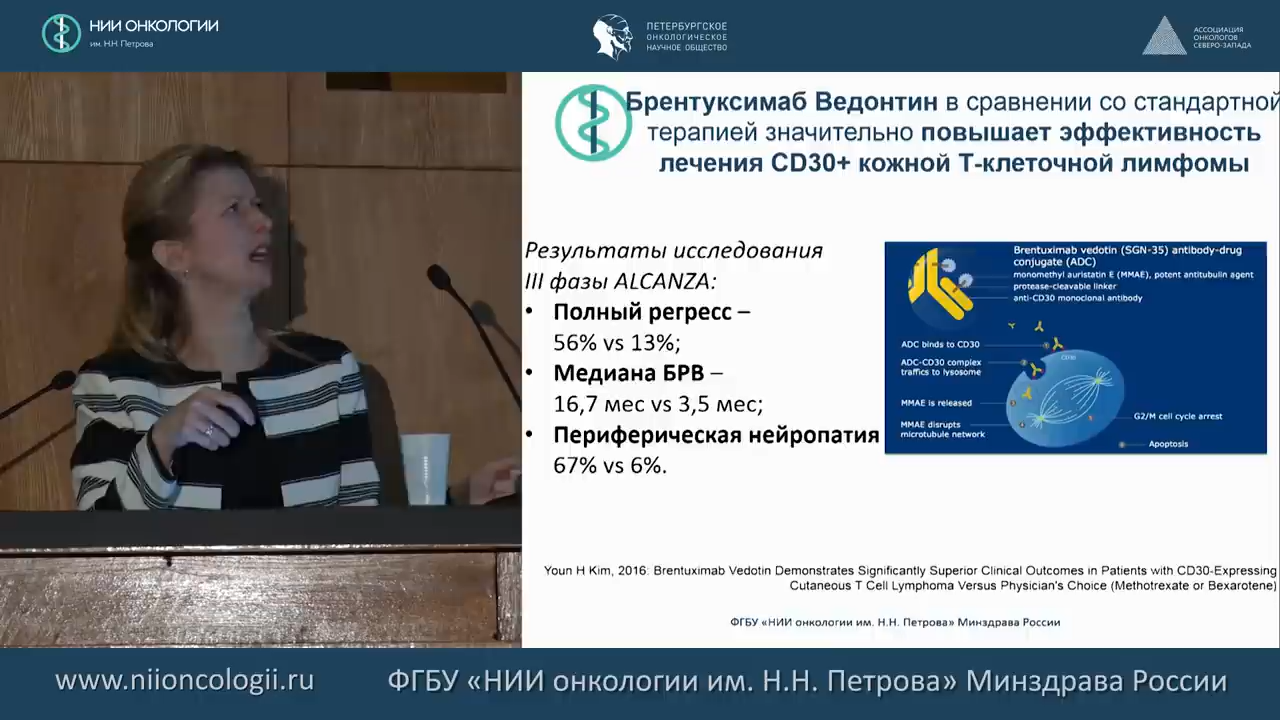 НИИ ОНКОЛОГИИ
им. Н.Н. Петрова
ПЕТЕРБУРГСКОЕ
ОНКОЛОГИЧЕСКОЕ
НАУЧНОЕ ОБЩЕСТВО
АССОЦИАЦИЯ
ОНКОЛОГОВ
СЕВЕРО-ЗАПАДА
Брентуксимаб Ведонтин в сравнении со стандартной
терапией значительно повышает эффективность
лечения CD30+ кожной Т-клеточной лимфомы
Результаты исследования
III фазы ALCANZA:
• Полный регресс –
56% vs 13%;
• Медиана БРВ –
16,7 мес vs 3,5 мес;
• Периферическая нейропатия
67% vs 6%.
Brentuximab vedotin (SGN-35) antibody-drug
conjugate (ADC)
monomethyl auristatin E (MMAE), potent antitubulin agent
protease-cleavable linker
anti-CD30 monoclonal antibody
ADC binds to CD30
CD30
ADC-CD30 complex
traffics to lysosome
MMAE is released
G2/M cell cycle arrest
MMAE disrupts
microtubule network
Apoptosis
Youn H Kim, 2016: Brentuximab Vedotin Demonstrates Significantly Superior Clinical Outcomes in Patients with CD30-Expressing
Cutaneous T Cell Lymphoma Versus Physician's Choice (Methotrexate or Bexarotene)
ФГБУ «НИИ онкологии им. Н.Н. Петрова» Минздрава России
www.niioncologii.ru
ФГБУ «НИИ онкологии им. Н.Н. Петрова» Минздрава России